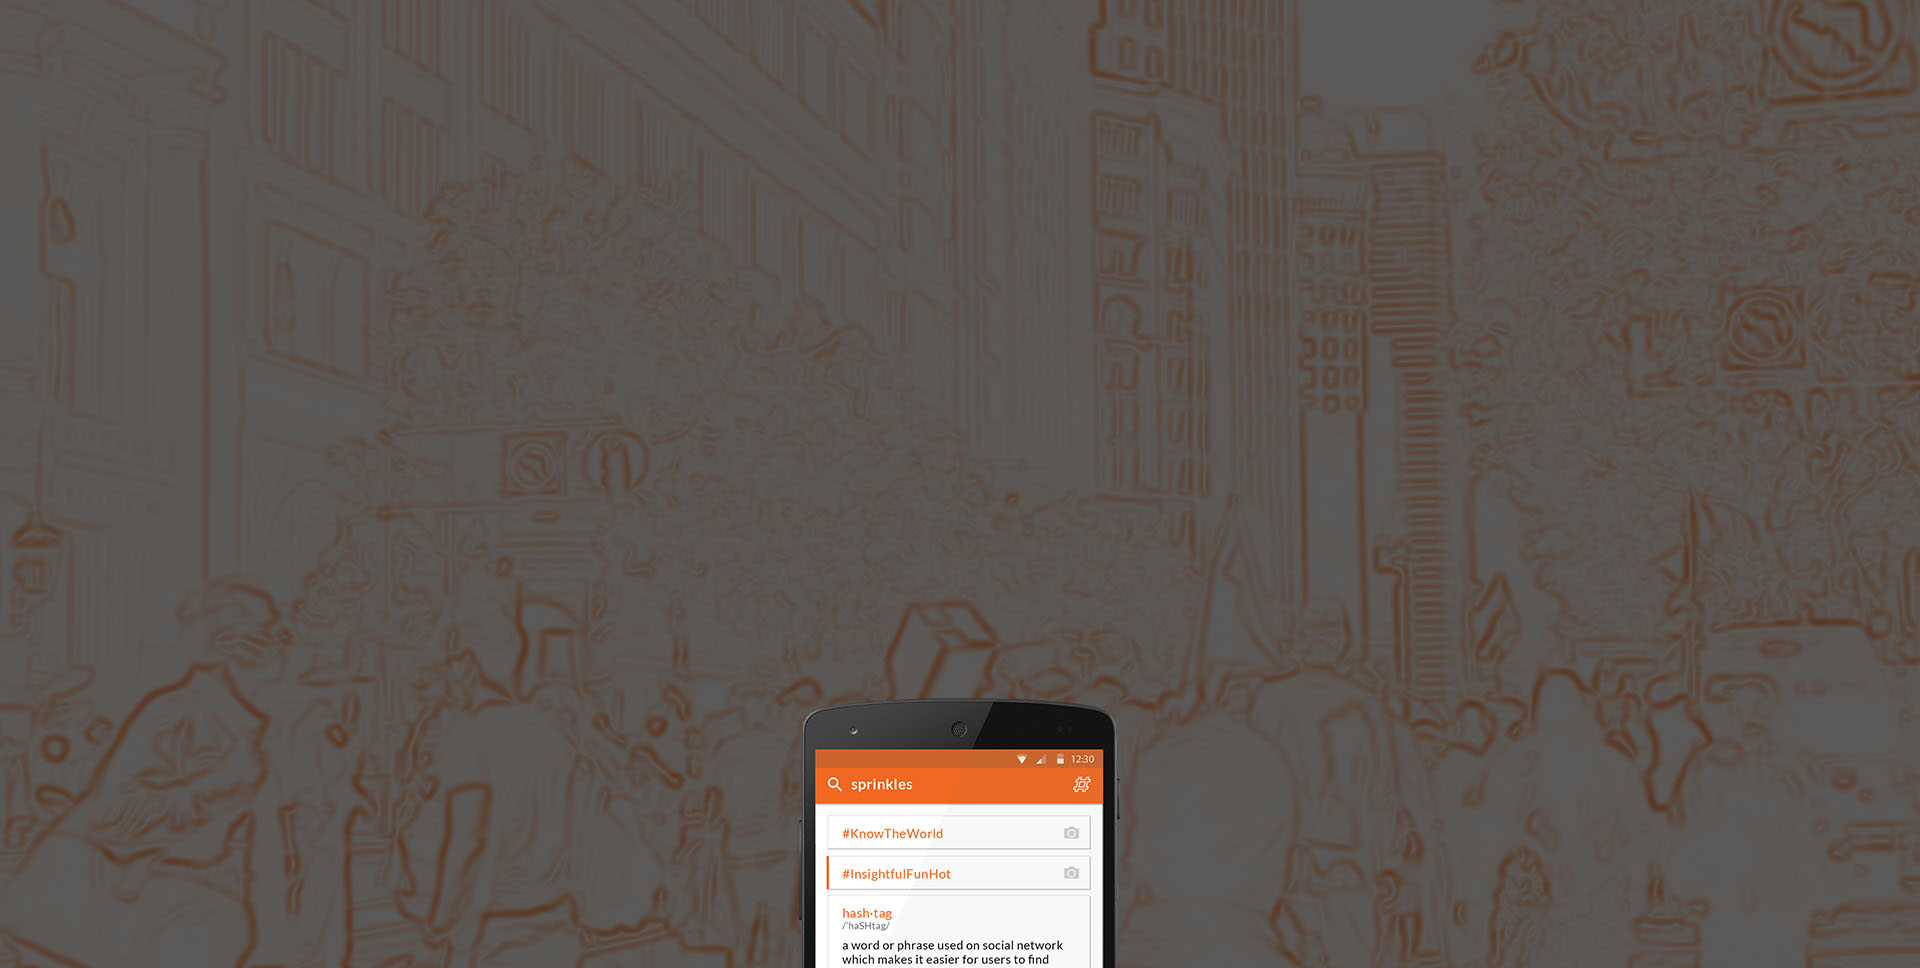 12:30
sprinkles
#KnowTheWorld
#InsightfulFunHot
hash·tag
/'haSHtag/
a word or phrase used on social network
which makes it easier for users to find